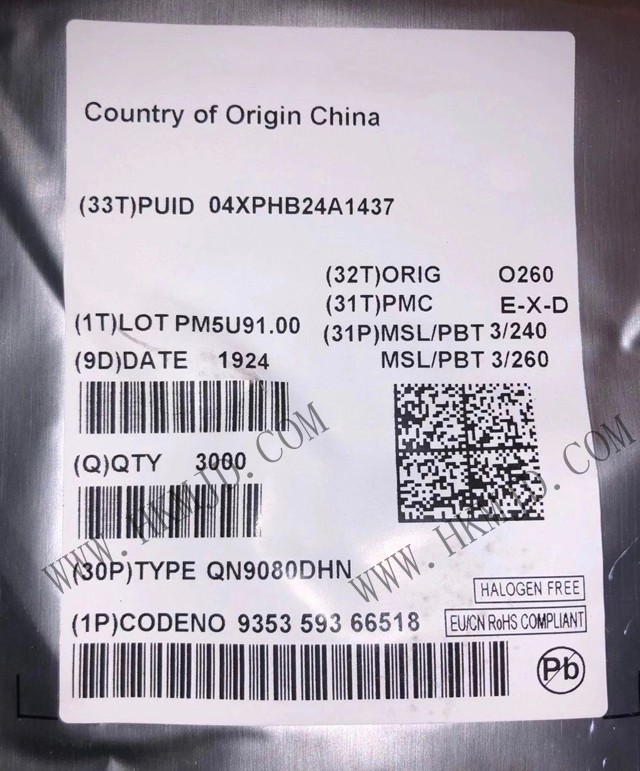 Country of Origin China
(33T)PUID 04XPHB24A1437
(32T)ORIG O260
(31T)PMC E-X-D
(1T)LOT PM5U91.00
(31P)MSL/PBT 3/240
(9D)DATE 1924
MSL/PBT 3/260
(Q)QTY 3000
WWW.HKMJD.COM
WWW.HKMJD.COM
(30P)TYPE QN9080DHN
HALOGEN FREE
(1P)CODENO 9353 593 66518
EU/CN RoHS COMPLIANT
Pb